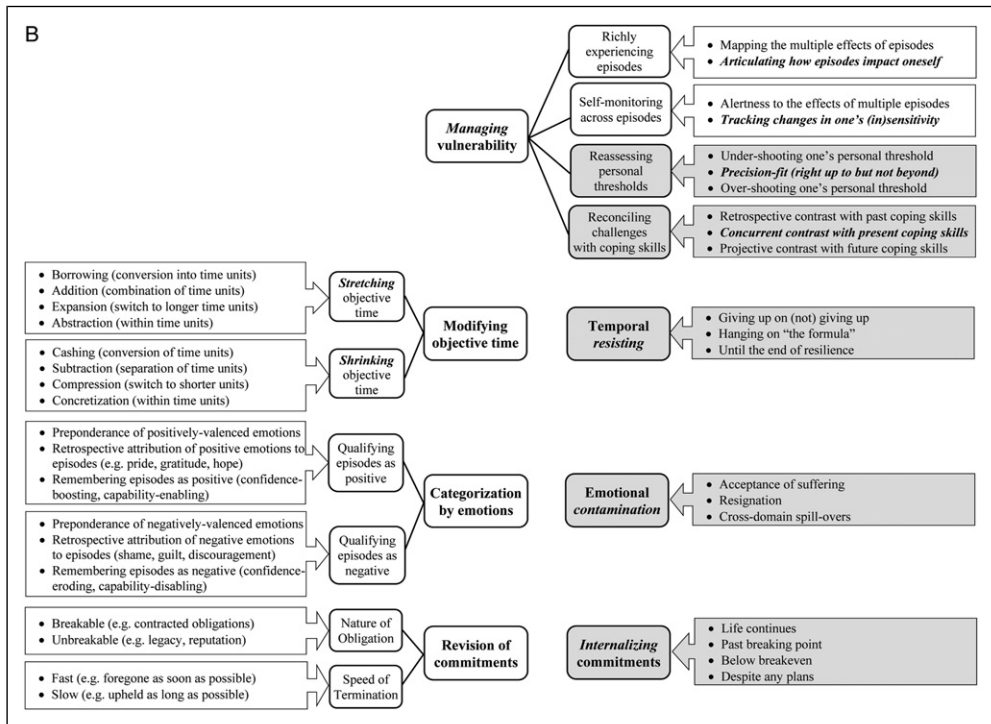 B
Richly
experiencing
episodes
• Mapping the multiple effects of episodes
• Articulating how episodes impact oneself
Self-monitoring
across episodes
• Alertness to the effects of multiple episodes
• Tracking changes in one's (in)sensitivity
Managing
vulnerability
Reassessing
personal
thresholds
• Under-shooting one's personal threshold
• Precision-fit (right up to but not beyond)
• Over-shooting one's personal threshold
Reconciling
challenges
with coping skills
• Retrospective contrast with past coping skills
• Concurrent contrast with present coping skills
• Projective contrast with future coping skills
• Borrowing (conversion into time units)
• Addition (combination of time units)
• Expansion (switch to longer time units)
• Abstraction (within time units)
Stretching
objective
time
• Cashing (conversion of time units)
• Subtraction (separation of time units)
• Compression (switch to shorter units)
• Concretization (within time units)
Shrinking
objective
time
Modifying
objective time
Temporal
resisting
• Giving up on (not) giving up
• Hanging on "the formula"
• Until the end of resilience
• Preponderance of positively-valenced emotions
• Retrospective attribution of positive emotions to
episodes (e.g. pride, gratitude, hope)
• Remembering episodes as positive (confidence-
boosting, capability-enabling)
Qualifying
episodes as
positive
• Preponderance of negatively-valenced emotions
• Retrospective attribution of negative emotions
to episodes (shame, guilt, discouragement)
• Remembering episodes as negative (confidence-
eroding, capability-disabling)
Qualifying
episodes as
negative
Categorization
by emotions
Emotional
contamination
• Acceptance of suffering
• Resignation
• Cross-domain spill-overs
• Breakable (e.g. contracted obligations)
• Unbreakable (e.g. legacy, reputation)
Nature of
Obligation
• Fast (e.g. foregone as soon as possible)
• Slow (e.g. upheld as long as possible)
Speed of
Termination
Revision of
commitments
Internalizing
commitments
• Life continues
• Past breaking point
• Below breakeven
• Despite any plans